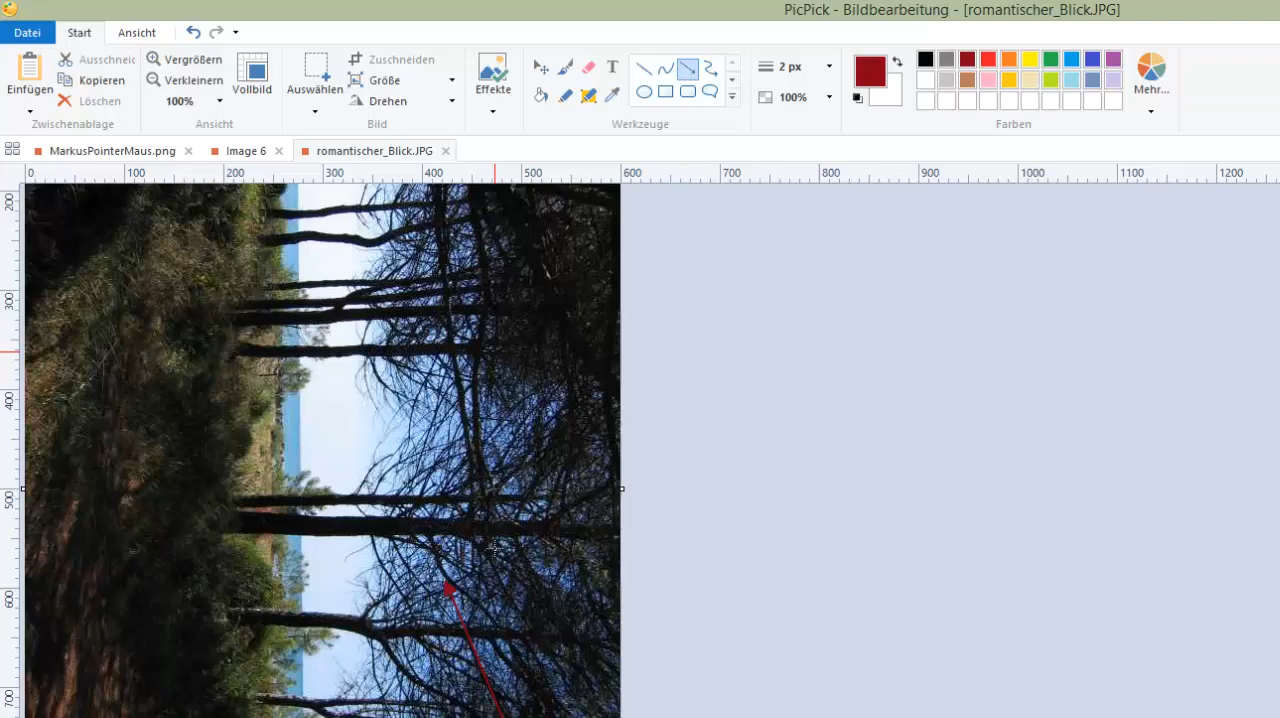 PicPick - Bildbearbeitung - [romantischer_Blick.JPG]
Datei Start Ansicht
Einfügen
Ausschneic
Kopieren
Löschen
Zwischenablage
Vergrößern
Verkleinern
100%
Vollbild
Ansicht
Auswählen
Zuschneiden
Größe
Drehen
Bild
Effekte
T
Werkzeuge
2 px
100%
Mehr...
Farben
MarkusPointerMaus.png Image 6 romantischer_Blick.JPG
0 100 200 300 400 500 600 700 800 900 1000 1100 1200
200
300
400
500
600
700